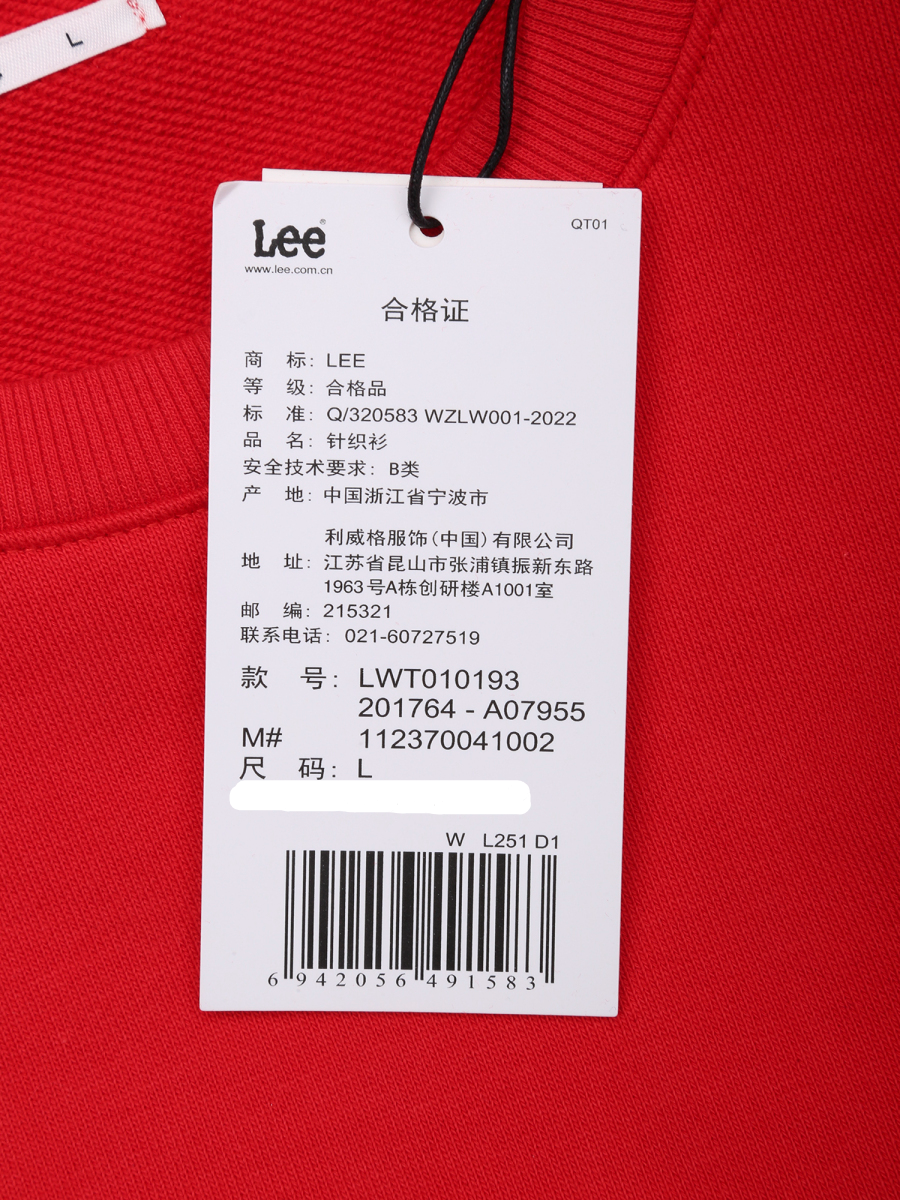 L
Lee®
www.lee.com.cn
QT01
合格证
商 标: LEE
等 级: 合格品
标 准: Q/320583 WZLW001-2022
品 名: 针织衫
安全技术要求: B类
产 地: 中国浙江省宁波市
利威格服饰(中国)有限公司
地 址: 江苏省昆山市张浦镇振新东路
1963号A栋创研楼A1001室
邮 编: 215321
联系电话: 021-60727519
款 号: LWT010193
201764 - A07955
M# 112370041002
尺 码: L
W L251 D1
6 942056 491583